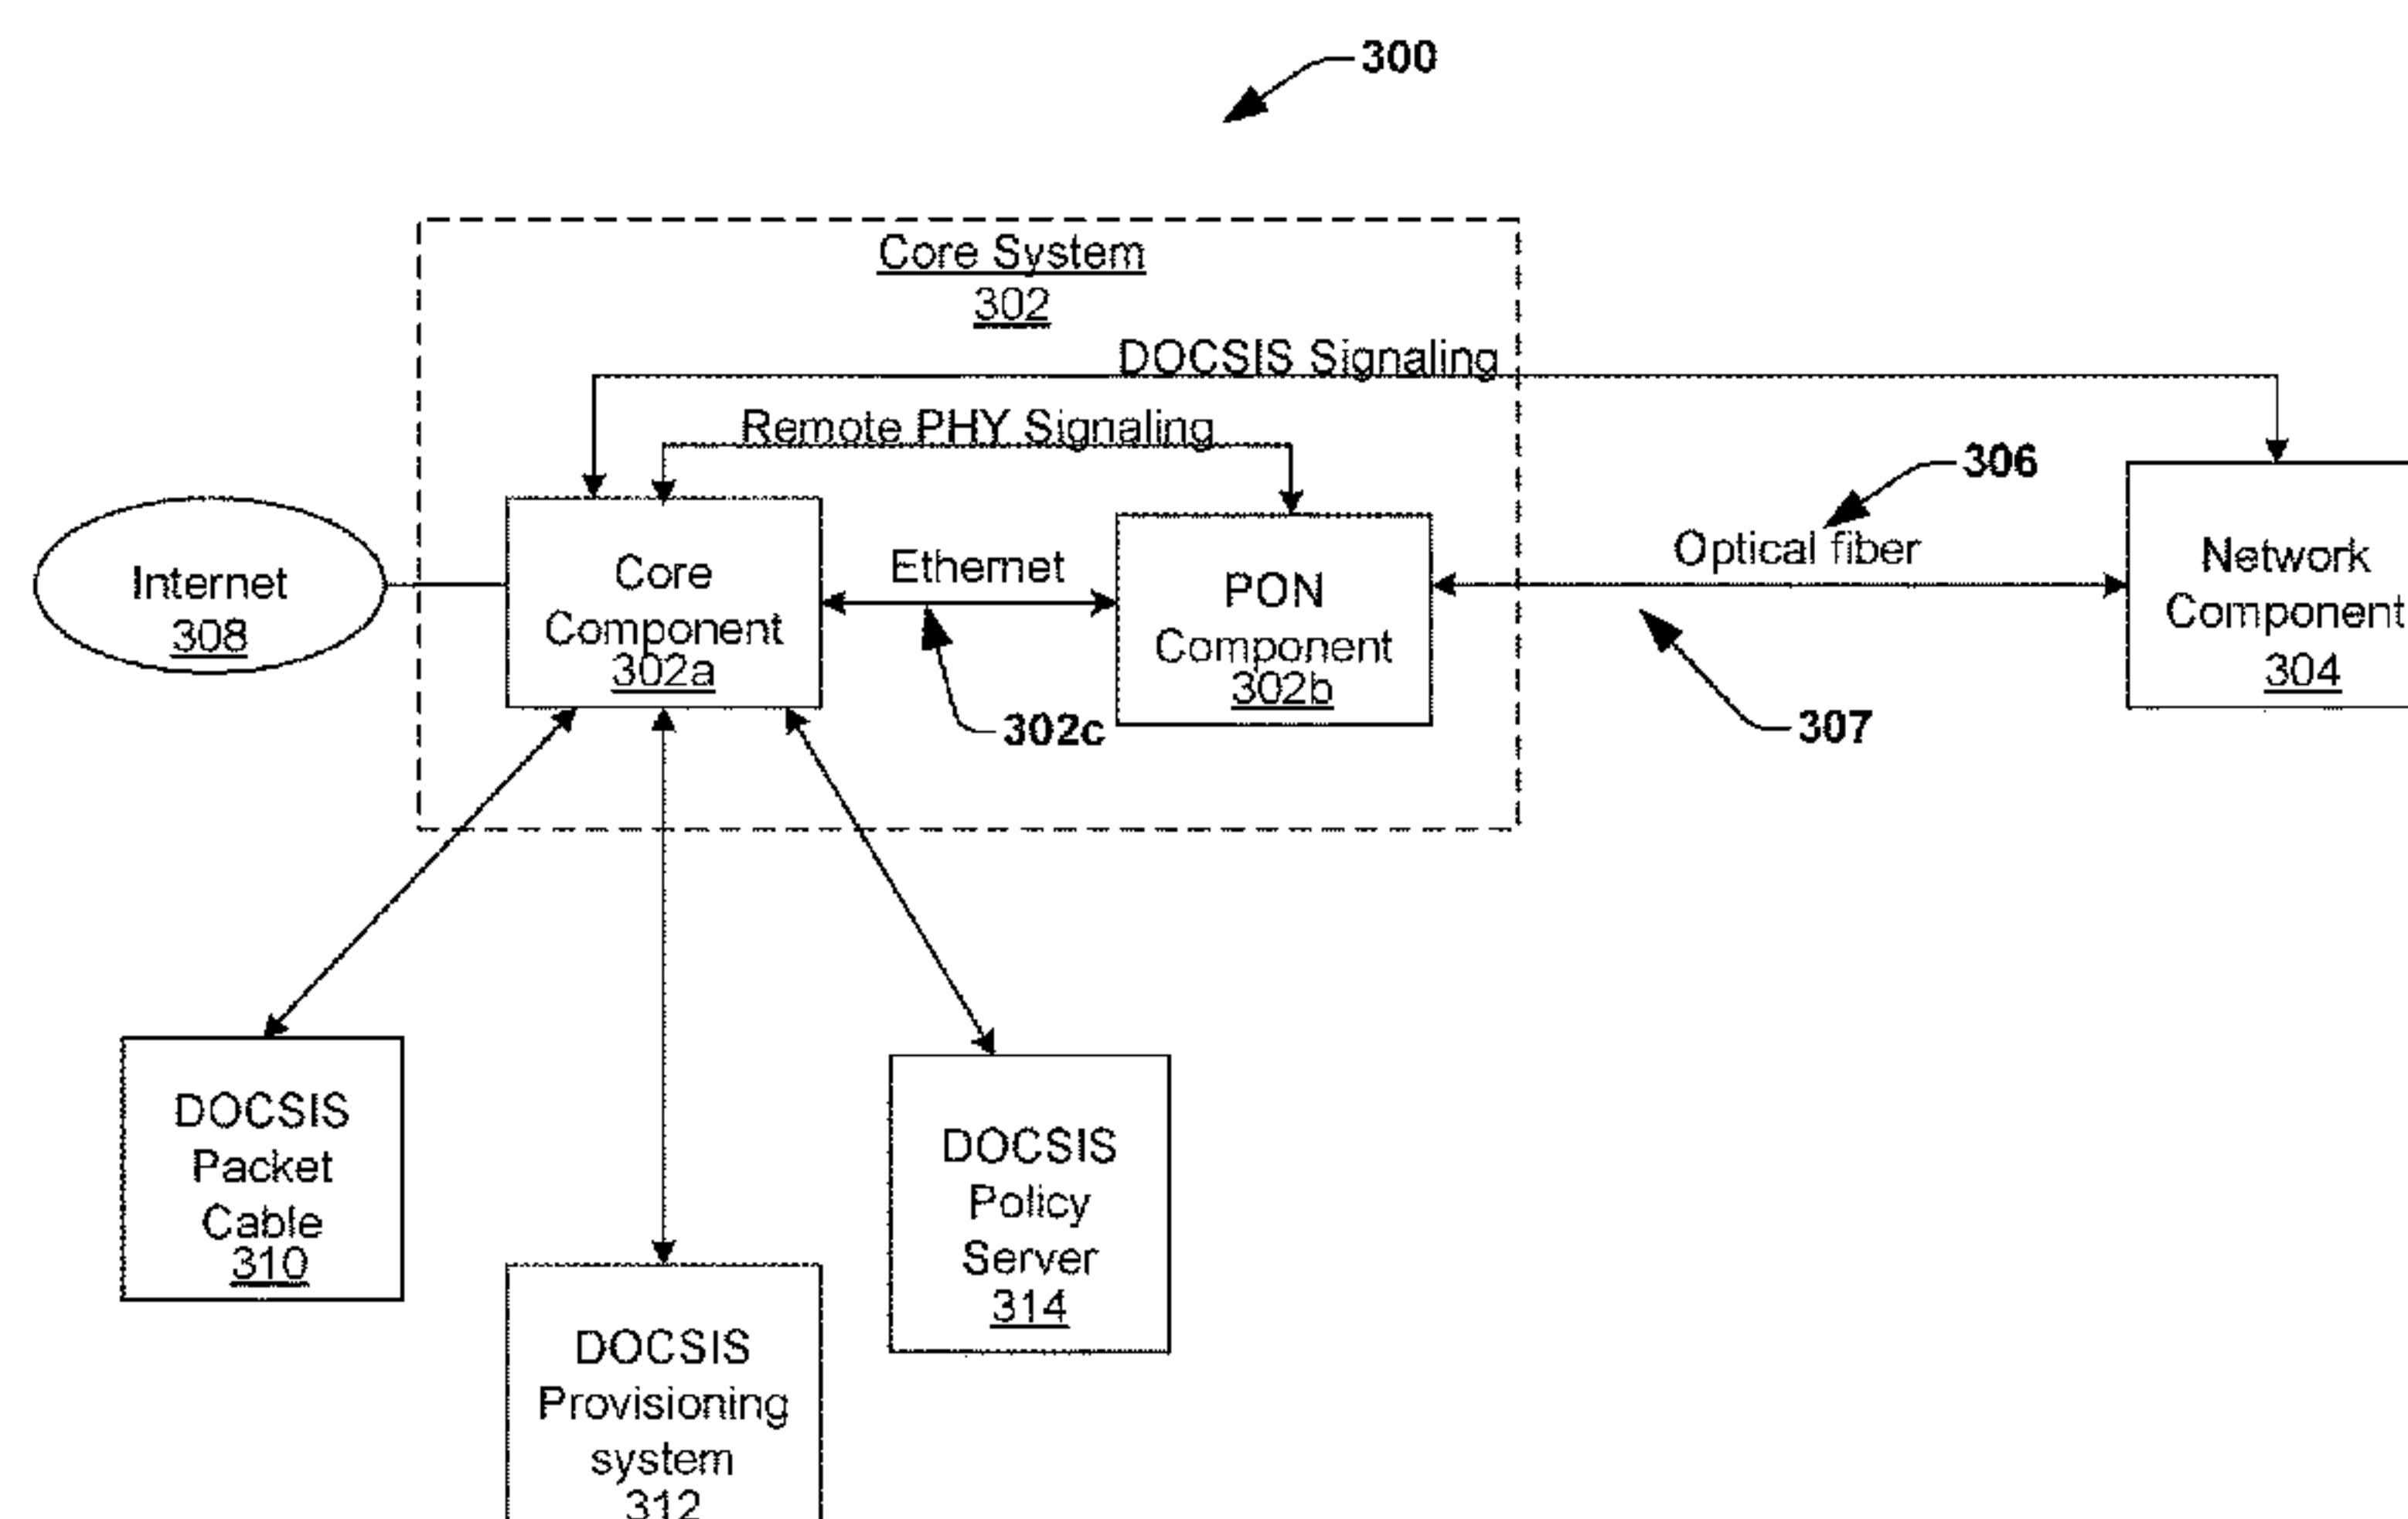 300
Core System
302
DOCSIS Signaling
Remote PHY Signaling
306
Internet
308
Core
Component
302a
Ethernet
302c
PON
Component
302b
Optical fiber
307
Network
Component
304
DOCSIS
Packet
Cable
310
DOCSIS
Provisioning
system
312
DOCSIS
Policy
Server
314